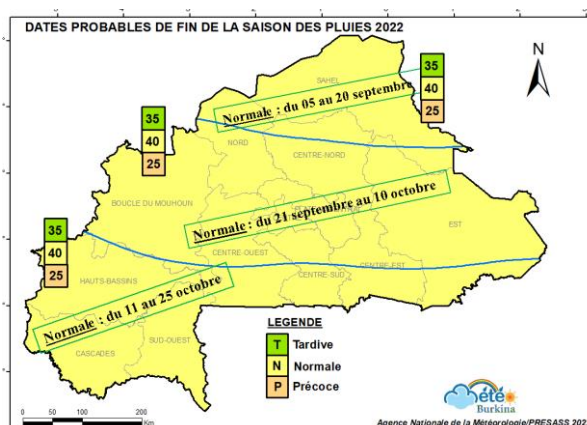 DATES PROBABLES DE FIN DE LA SAISON DES PLUIES 2022
N
35
40
25
SAHEL
Normale : du 05 au 20 septembre
35
40
25
NORD
CENTRE-NORD
BOUCLE DU MOUHOUN
Normale : du 21 septembre au 10 octobre
EST
35
40
25
CENTRE-OUEST
CENTRE-EST
CENTRE-SUD
HAUTS-BASSINS
Normale : du 11 au 25 octobre
SUD-OUEST
CASCADES
LEGENDE
T Tardive
N Normale
P Précoce
0 50 100 200
Km
été
Burkina
Agence Nationale de la Météorologie/PRESASS 202